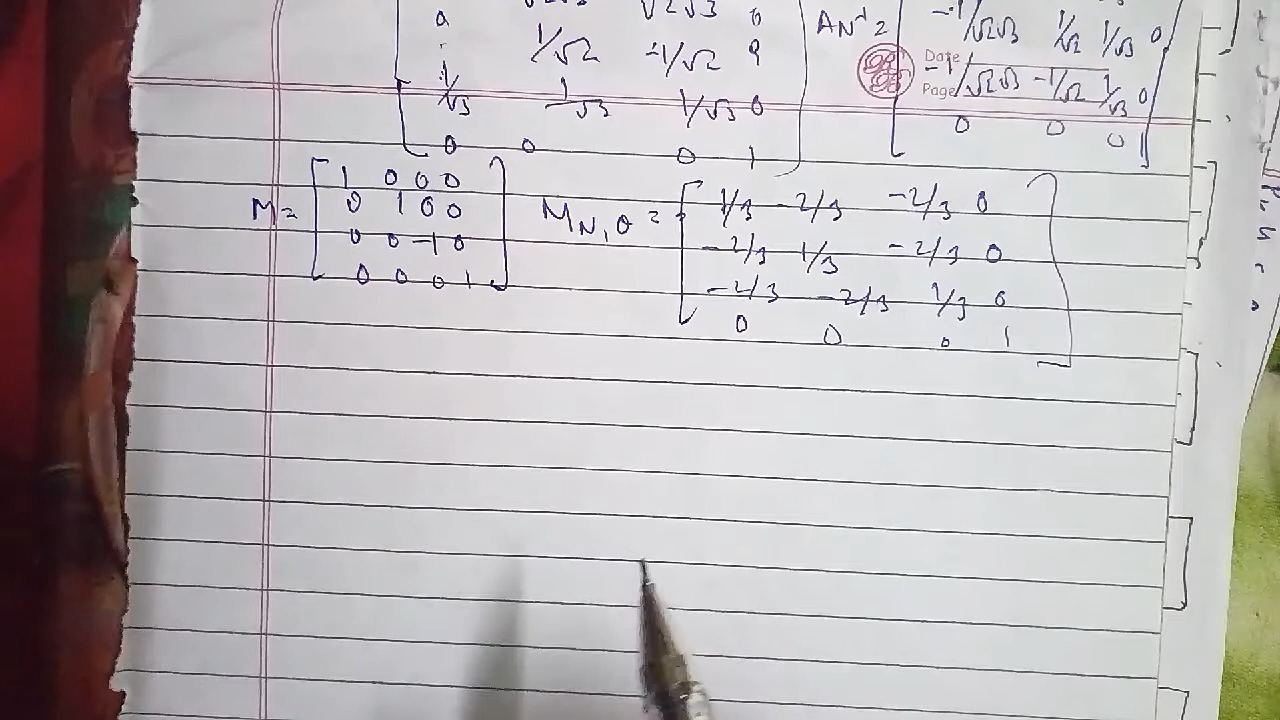 √2√3 √2√3 0
0 1/√2 -1/√2 0
1/√3 1/√3 1/√3 0
0 0 0 1
AN⁻¹ =
-1/√2√3 1/√2 1/√3 0
-1/√2√3 -1/√2 1/√3 0
0 0 0
Date
Page
M = 1 0 0 0
0 1 0 0
0 0 -1 0
0 0 0 1
MN,O = 1/3 -2/3 -2/3 0
-2/3 1/3 -2/3 0
-2/3 -2/3 1/3 0
0 0 0 1